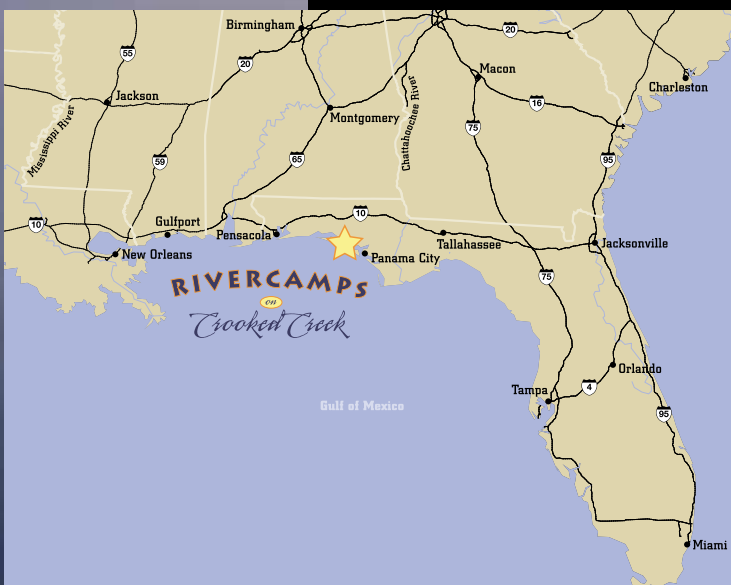 Birmingham
20
55
20
Macon
Charleston
Jackson
16
Montgomery
Mississippi River
Chattahoochee River
75
59
65
95
10
10
Gulfport
Pensacola
Tallahassee
Jacksonville
New Orleans
Panama City
75
RIVERCAMPS
on
Crooked Creek
Orlando
4
Tampa
Gulf of Mexico
95
Miami